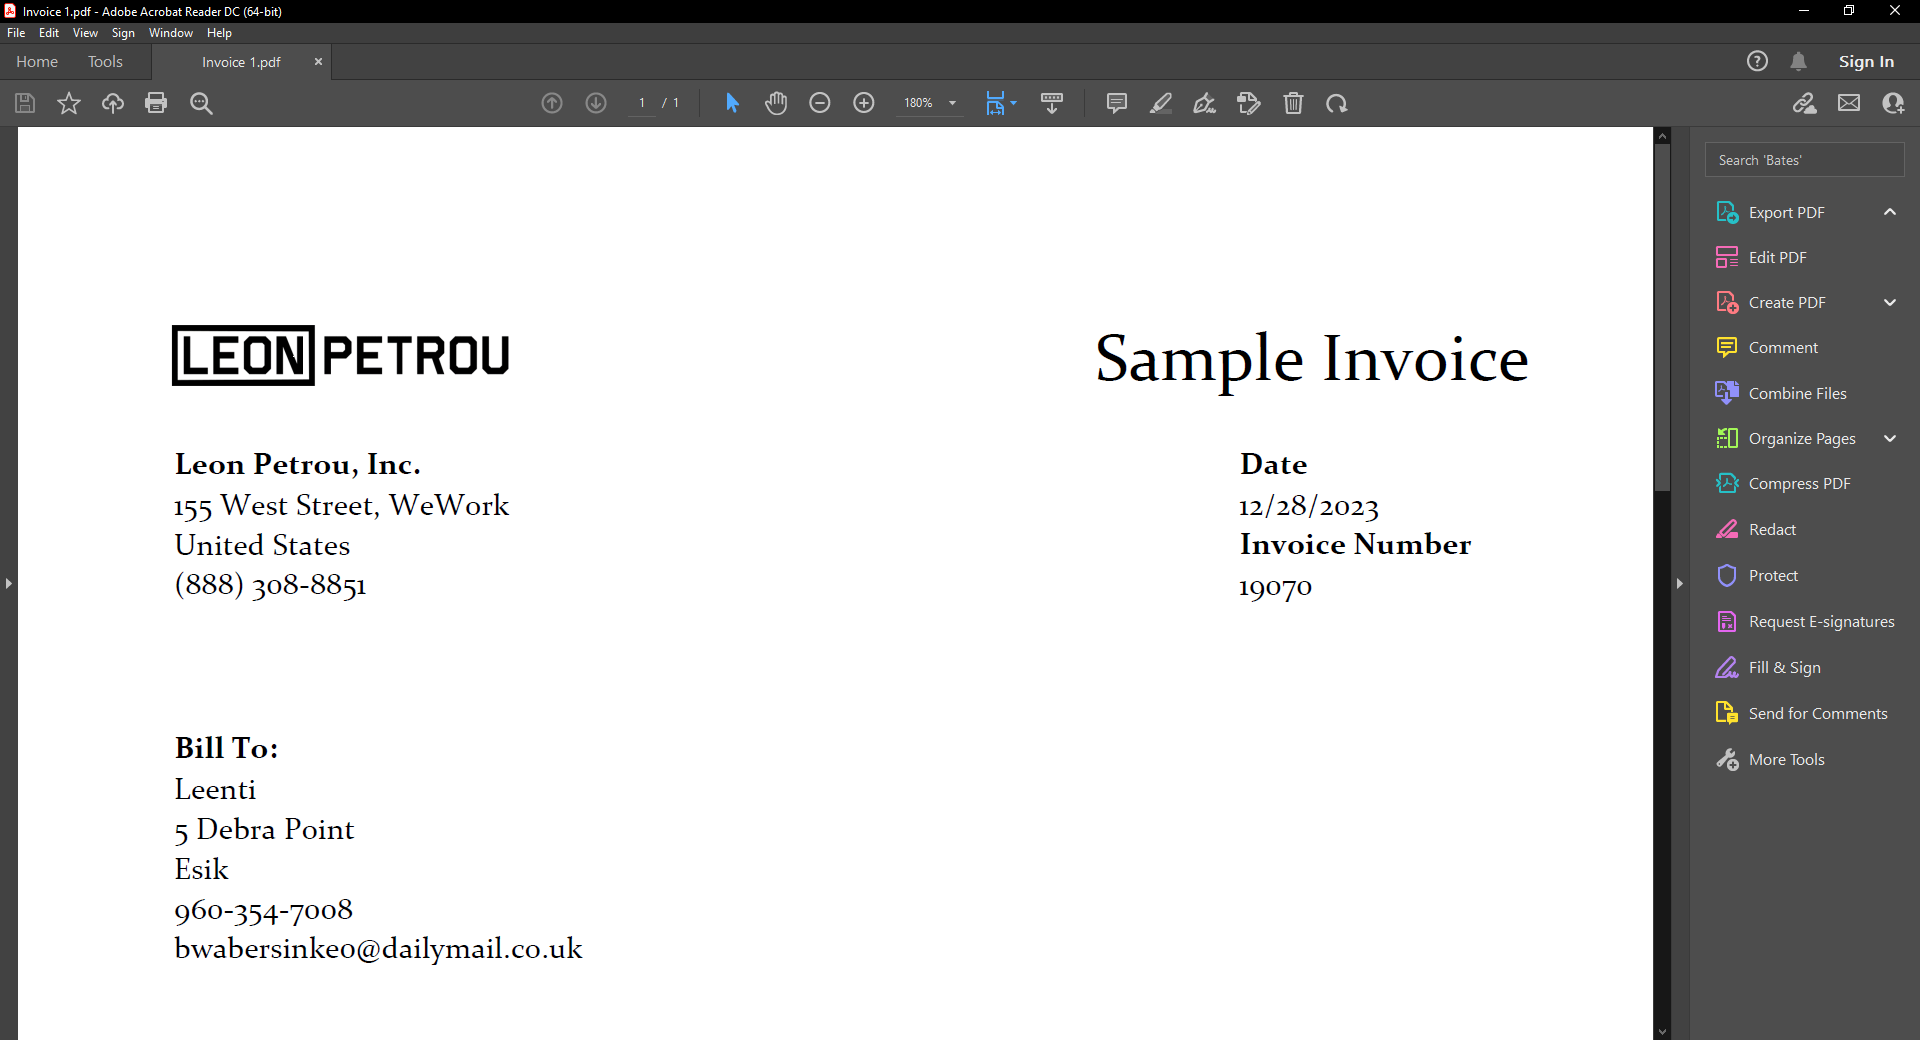 Invoice 1.pdf - Adobe Acrobat Reader DC (64-bit)
File Edit View Sign Window Help
Home Tools Invoice 1.pdf × ? Sign In
1 / 1 180%
Search 'Bates'
Export PDF
Edit PDF
Create PDF
Comment
Combine Files
Organize Pages
Compress PDF
Redact
Protect
Request E-signatures
Fill & Sign
Send for Comments
More Tools
LEON PETROU
Sample Invoice
Leon Petrou, Inc.
155 West Street, WeWork
United States
(888) 308-8851
Date
12/28/2023
Invoice Number
19070
Bill To:
Leenti
5 Debra Point
Esik
960-354-7008
bwabersinke0@dailymail.co.uk